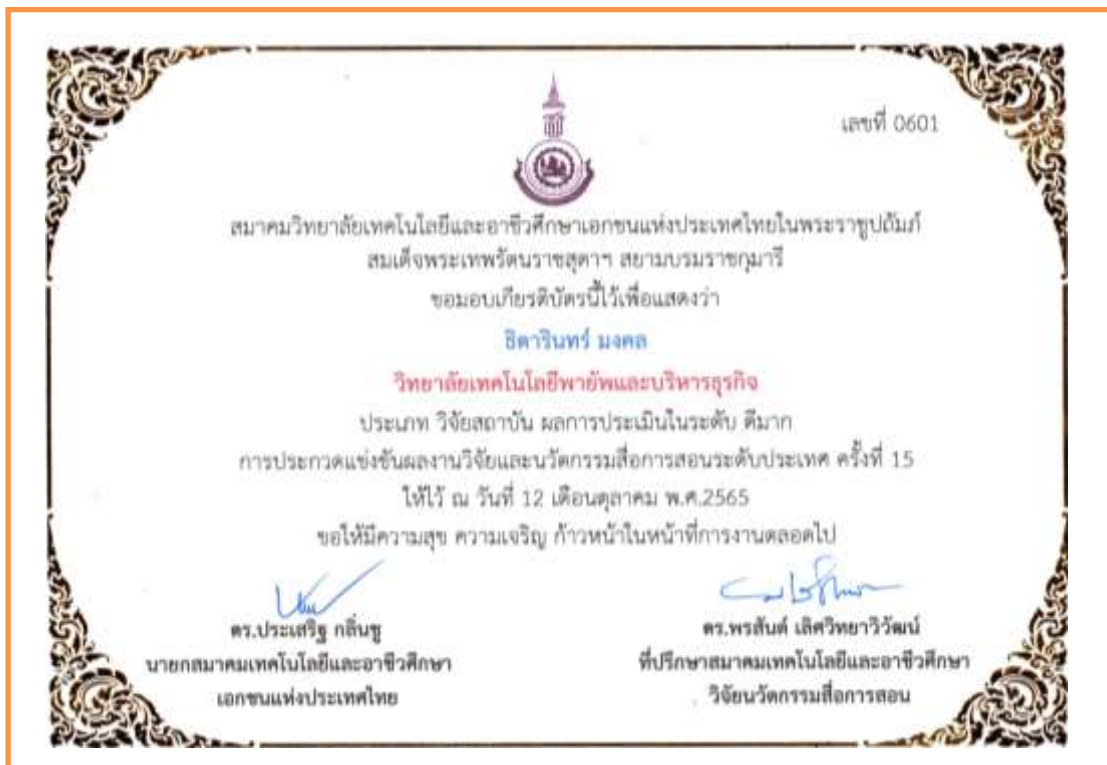 เลขที่ 0601
สมาคมวิทยาลัยเทคโนโลยีและอาชีวศึกษาเอกชนแห่งประเทศไทยในพระราชูปถัมภ์
สมเด็จพระเทพรัตนราชสุดาฯ สยามบรมราชกุมารี
ขอมอบเกียรติบัตรนี้ไว้เพื่อแสดงว่า
ธิดารินทร์ มงคล
วิทยาลัยเทคโนโลยีพายัพและบริหารธุรกิจ
ประเภท วิจัยสถาบัน ผลการประเมินในระดับ ดีมาก
การประกวดแข่งขันผลงานวิจัยและนวัตกรรมสื่อการสอนระดับประเทศ ครั้งที่ 15
ให้ไว้ ณ วันที่ 12 เดือนตุลาคม พ.ศ.2565
ขอให้มีความสุข ความเจริญ ก้าวหน้าในหน้าที่การงานตลอดไป
ดร.ประเสริฐ กลิ่นชู
นายกสมาคมเทคโนโลยีและอาชีวศึกษา
เอกชนแห่งประเทศไทย
ดร.พรสันต์ เลิศวิทยาวิวัฒน์
ที่ปรึกษาสมาคมเทคโนโลยีและอาชีวศึกษา
วิจัยนวัตกรรมสื่อการสอน